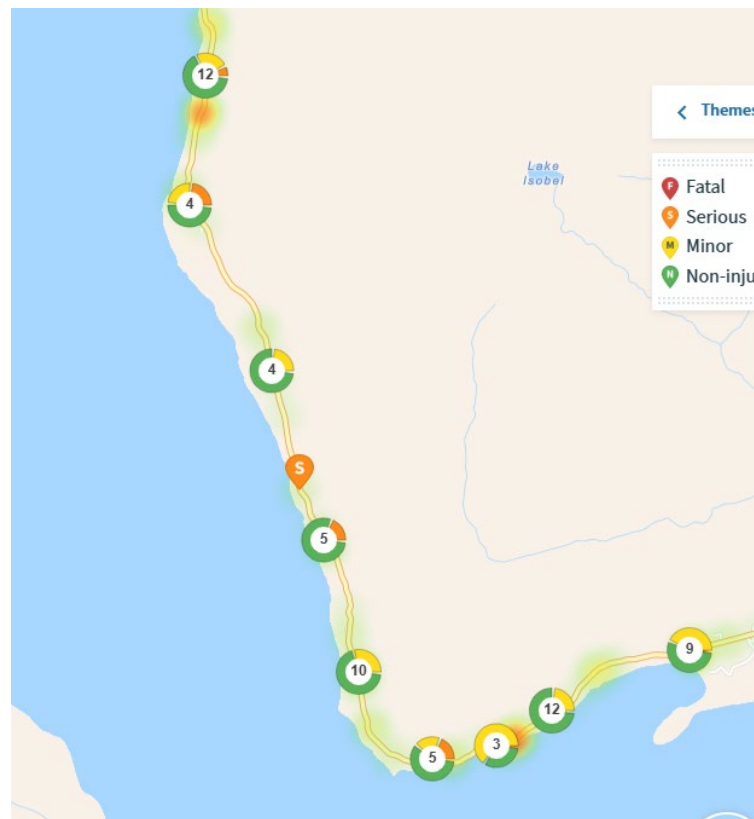 12
Themes
Lake
Isobel
F Fatal
S Serious
M Minor
N Non-inju
4
4
S
5
10
9
12
3
5